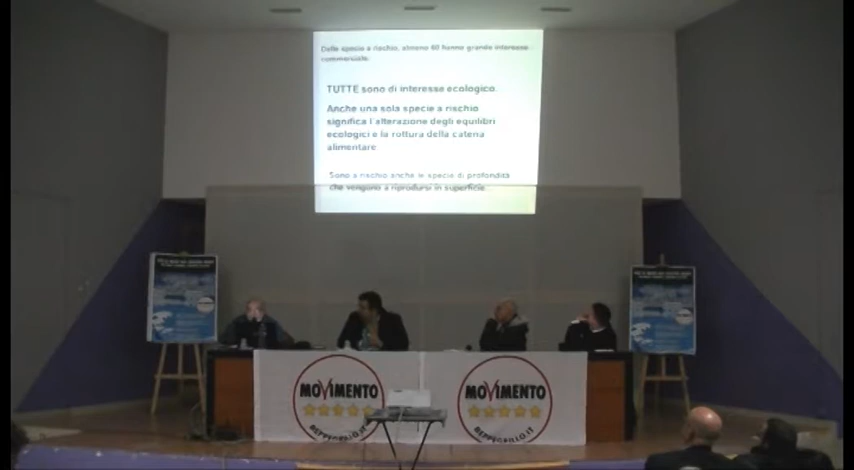 Delle specie a rischio, almeno 60 hanno grande interesse
commerciale.
TUTTE sono di interesse ecologico.
Anche una sola specie a rischio
significa l'alterazione degli equilibri
ecologici e la rottura della catena
alimentare
Sono a rischio anche le specie di profondità
che vengono a riprodursi in superficie.
MOVIMENTO
BEPPEGRILLO.IT
MOVIMENTO
BEPPEGRILLO.IT